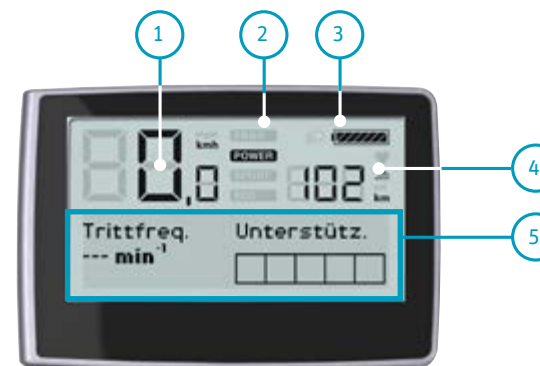 1 2 3
0,0 kmh
POWER
102 km
4
Trittfreq. Unterstütz.
--- min⁻¹
5